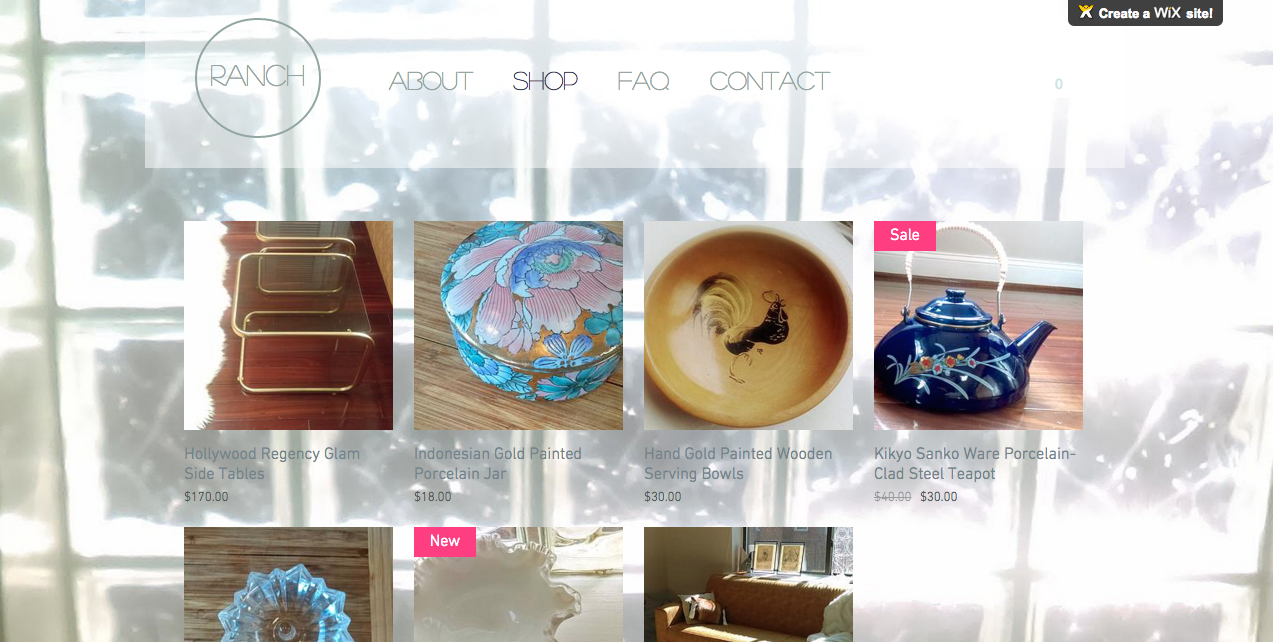 Create a WiX site!
RANCH
ABOUT SHOP FAQ CONTACT
0
Sale
Hollywood Regency Glam
Side Tables
$170.00
Indonesian Gold Painted
Porcelain Jar
$18.00
Hand Gold Painted Wooden
Serving Bowls
$30.00
Kikyo Sanko Ware Porcelain-
Clad Steel Teapot
$40.00 $30.00
New